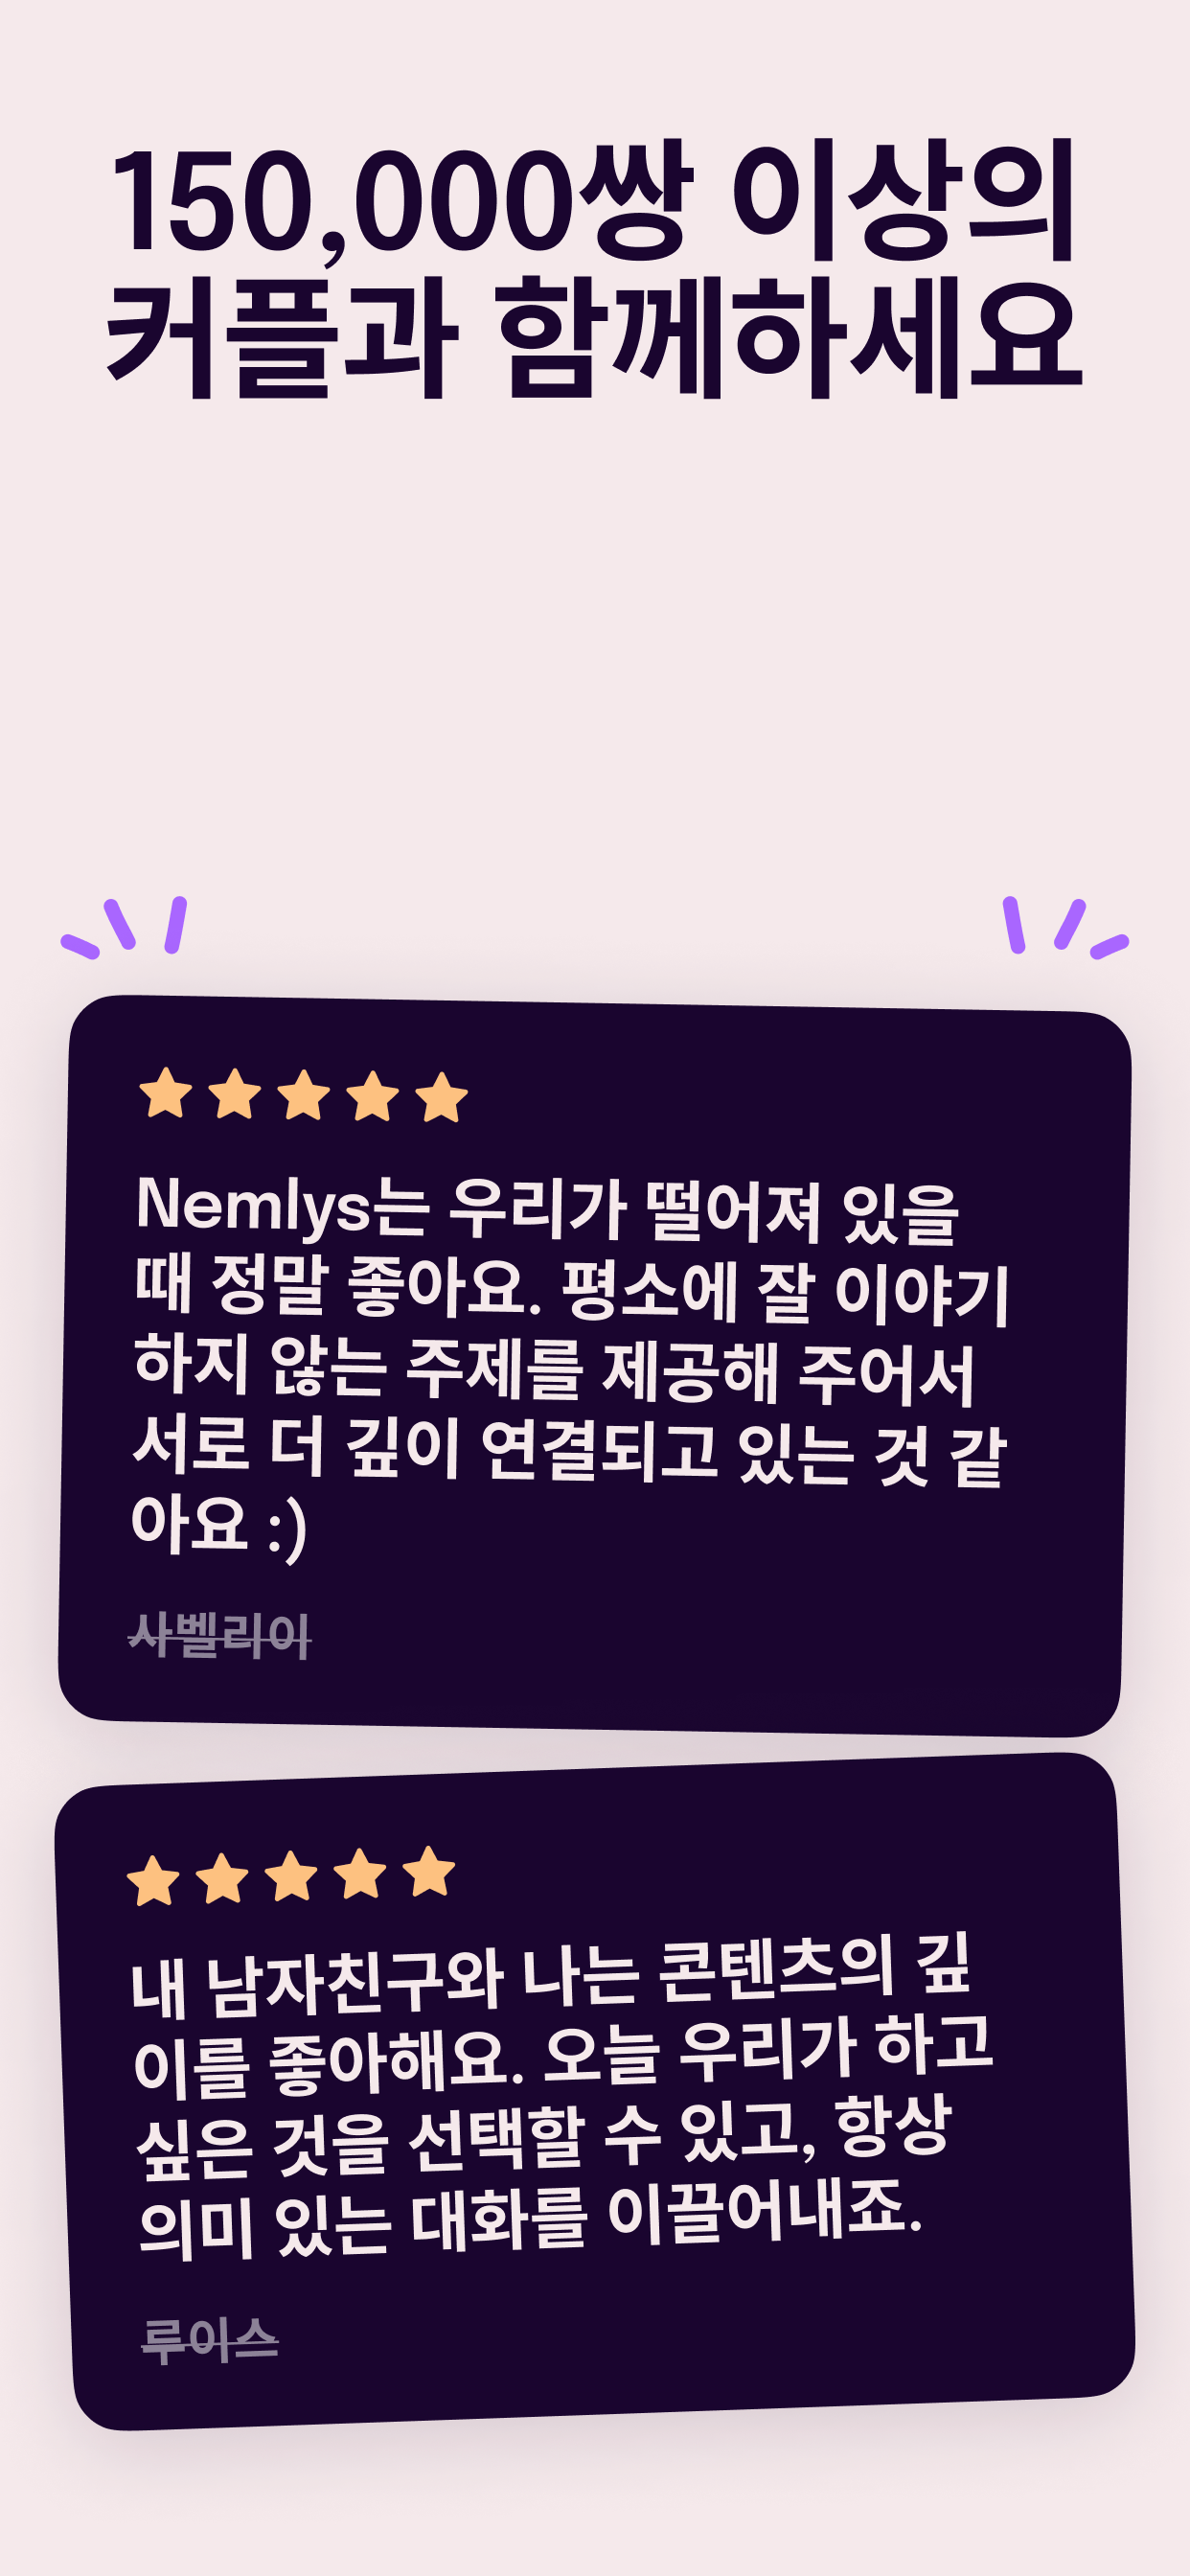 150,000쌍 이상의
커플과 함께하세요
Nemlys는 우리가 떨어져 있을
때 정말 좋아요. 평소에 잘 이야기
하지 않는 주제를 제공해 주어서
서로 더 깊이 연결되고 있는 것 같
아요 :)
사벨리이
내 남자친구와 나는 콘텐츠의 깊
이를 좋아해요. 오늘 우리가 하고
싶은 것을 선택할 수 있고, 항상
의미 있는 대화를 이끌어내죠.
루이스